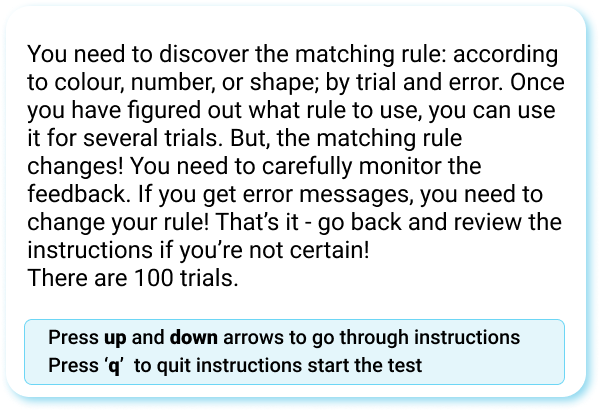 You need to discover the matching rule: according
to colour, number, or shape; by trial and error. Once
you have figured out what rule to use, you can use
it for several trials. But, the matching rule
changes! You need to carefully monitor the
feedback. If you get error messages, you need to
change your rule! That’s it - go back and review the
instructions if you’re not certain!
There are 100 trials.
Press up and down arrows to go through instructions
Press ‘q’ to quit instructions start the test